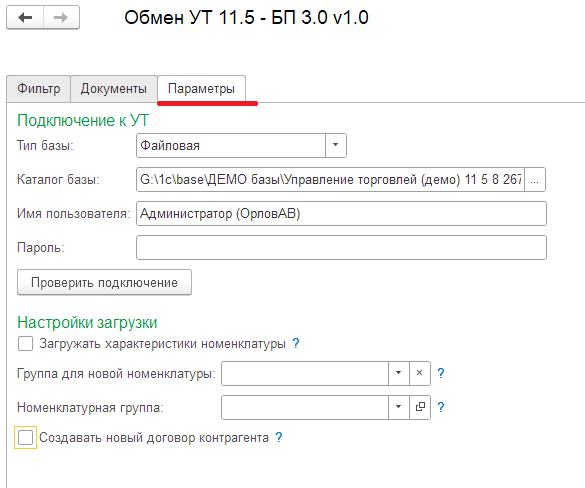 Обмен УТ 11.5 - БП 3.0 v1.0
Фильтр Документы Параметры
Подключение к УТ
Тип базы: Файловая
Каталог базы: G:\1c\base\ДЕМО базы\Управление торговлей (демо) 11 5 8 267 ...
Имя пользователя: Администратор (ОрловАВ)
Пароль:
Проверить подключение
Настройки загрузки
Загружать характеристики номенклатуры ?
Группа для новой номенклатуры: × ?
Номенклатурная группа: ?
Создавать новый договор контрагента ?